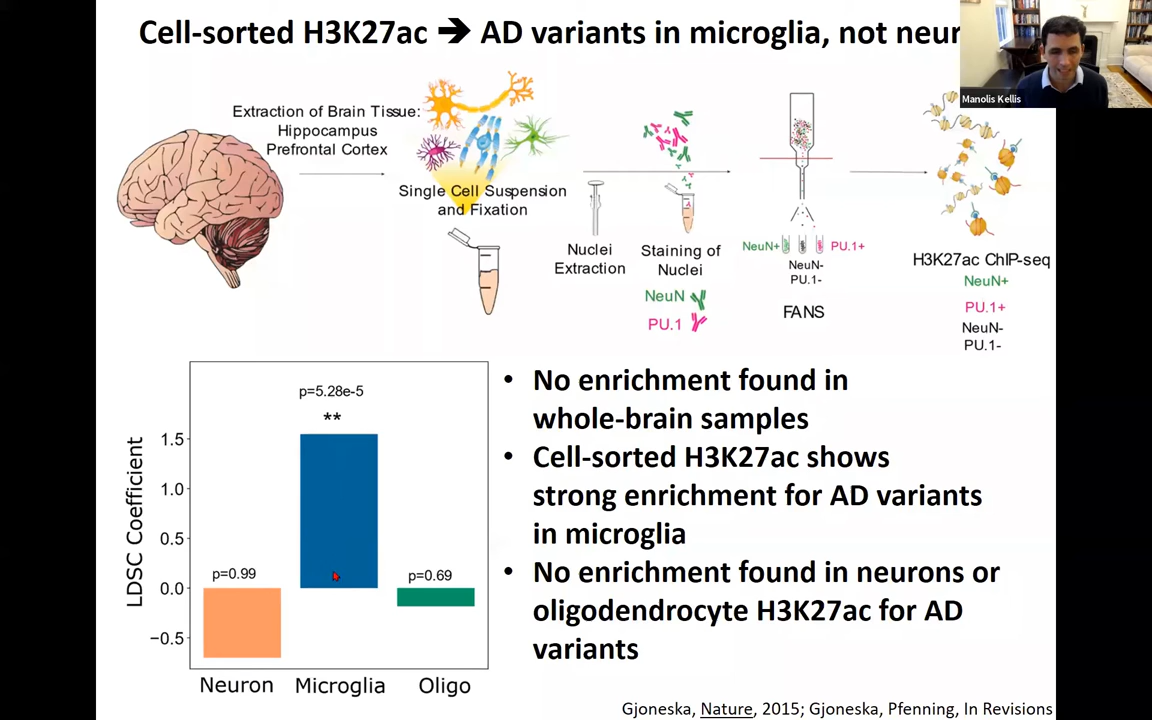 Cell-sorted H3K27ac ➔ AD variants in microglia, not neur
Manolis Kellis
Extraction of Brain Tissue:
Hippocampus
Prefrontal Cortex
Single Cell Suspension
and Fixation
Nuclei
Extraction
Staining of
Nuclei
NeuN
PU.1
NeuN+
PU.1+
NeuN-
PU.1-
FANS
H3K27ac ChIP-seq
NeuN+
PU.1+
NeuN-
PU.1-
LDSC Coefficient
1.5
1.0
0.5
0.0
−0.5
p=0.99
p=5.28e-5
**
p=0.69
Neuron
Microglia
Oligo
• No enrichment found in
whole-brain samples
• Cell-sorted H3K27ac shows
strong enrichment for AD variants
in microglia
• No enrichment found in neurons or
oligodendrocyte H3K27ac for AD
variants
Gjoneska, Nature, 2015; Gjoneska, Pfenning, In Revisions